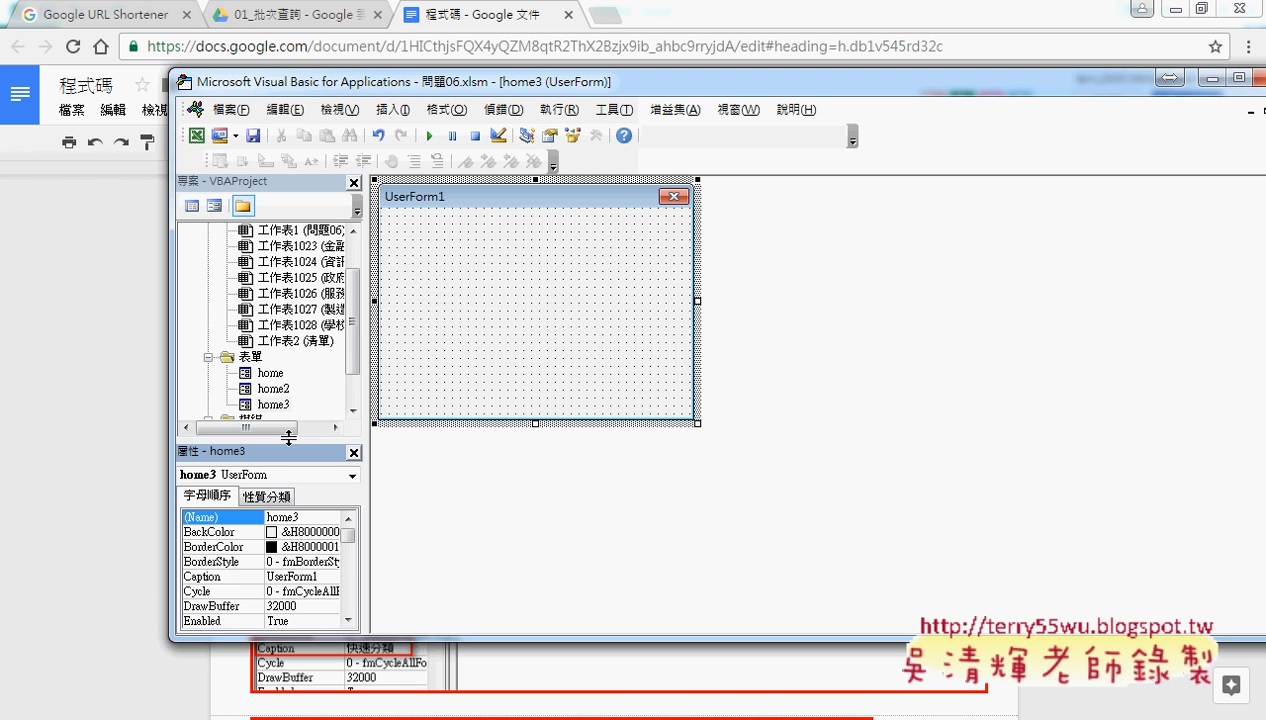 Google URL Shortener
01_批次查詢 - Google 雲
程式碼 - Google 文件
https://docs.google.com/document/d/1HICthjsFQX4yQZM8qtR2ThX2Bzjx9ib_ahbc9rryjdA/edit#heading=h.db1v545rd32c
程式碼
檔案 編輯 檢視
Microsoft Visual Basic for Applications - 問題06.xlsm - [home3 (UserForm)]
檔案(F) 編輯(E) 檢視(V) 插入(I) 格式(O) 偵錯(D) 執行(R) 工具(T) 增益集(A) 視窗(W) 說明(H)
專案 - VBAProject
UserForm1
工作表1 (問題06)
工作表1023 (金融
工作表1024 (資訊
工作表1025 (政府
工作表1026 (服務
工作表1027 (製造
工作表1028 (學校
工作表2 (清單)
表單
home
home2
home3
屬性 - home3
home3 UserForm
字母順序 性質分類
(Name) home3
BackColor &H8000000
BorderColor &H8000001
BorderStyle 0 - fmBorderSt
Caption UserForm1
Cycle 0 - fmCycleAllF
DrawBuffer 32000
Enabled True
Caption 快速分類
Cycle 0 - fmCycleAllFo
DrawBuffer 32000
http://terry55wu.blogspot.tw
吳清輝老師錄製